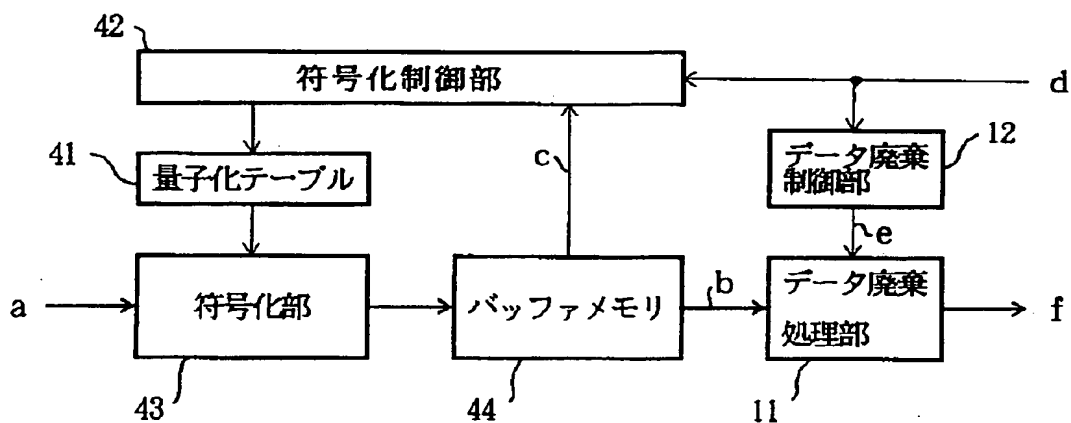 42
符号化制御部
d
41
量子化テーブル
c
データ廃棄
制御部
12
e
a
符号化部
バッファメモリ
b
データ廃棄
処理部
f
43
44
11